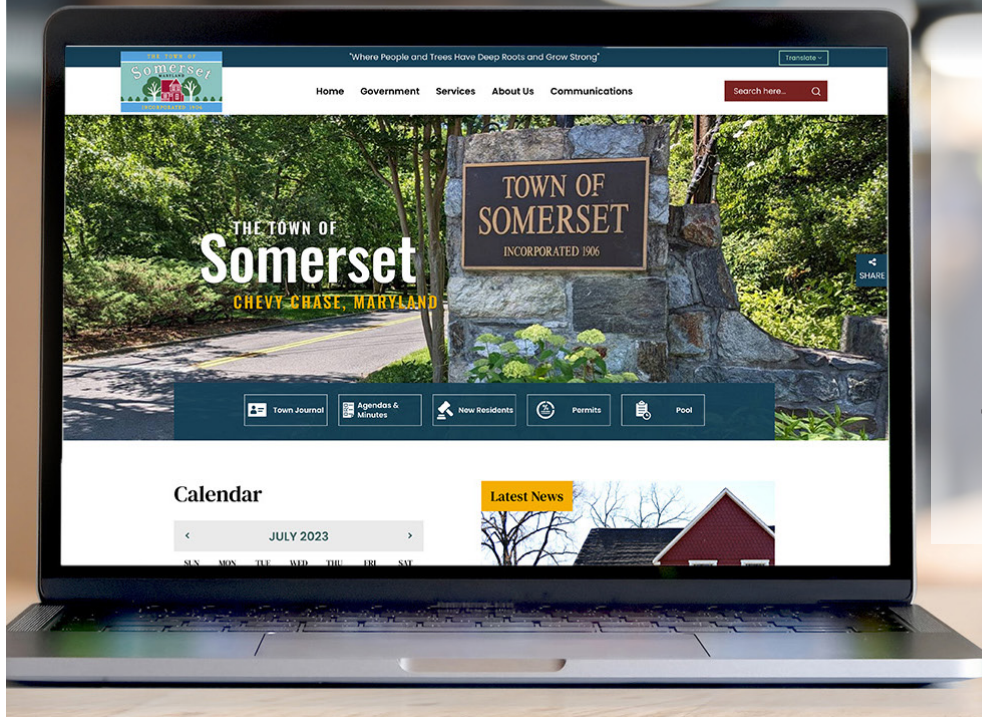 THE TOWN OF
Somerset
MARYLAND
INCORPORATED 1906
"Where People and Trees Have Deep Roots and Grow Strong"
Translate
Home Government Services About Us Communications
Search here...
TOWN OF
SOMERSET
INCORPORATED 1906
THE TOWN OF
Somerset
CHEVY CHASE, MARYLAND
SHARE
Town Journal
Agendas &
Minutes
New Residents
Permits
Pool
Calendar
Latest News
< JULY 2023 >
SUN MON TUE WED THU FRI SAT